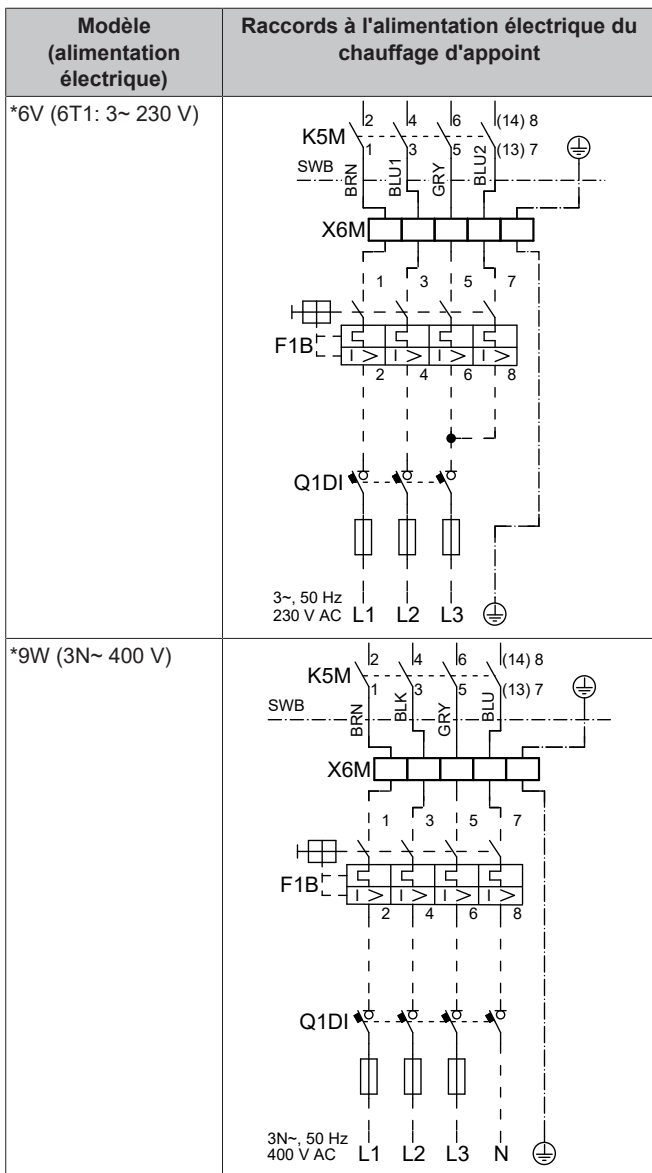 Modèle
(alimentation
électrique)
Raccords à l'alimentation électrique du
chauffage d'appoint
*6V (6T1: 3~ 230 V)
2 4 6 (14) 8
K5M
1 3 5 (13) 7
SWB
BRN BLU1 GRY BLU2
X6M
1 3 5 7
F1B
I > I > I > I >
2 4 6 8
Q1DI
3~, 50 Hz
230 V AC L1 L2 L3
*9W (3N~ 400 V)
2 4 6 (14) 8
K5M
1 3 5 (13) 7
SWB
BRN BLK GRY BLU
X6M
1 3 5 7
F1B
I > I > I > I >
2 4 6 8
Q1DI
3N~, 50 Hz
400 V AC L1 L2 L3 N